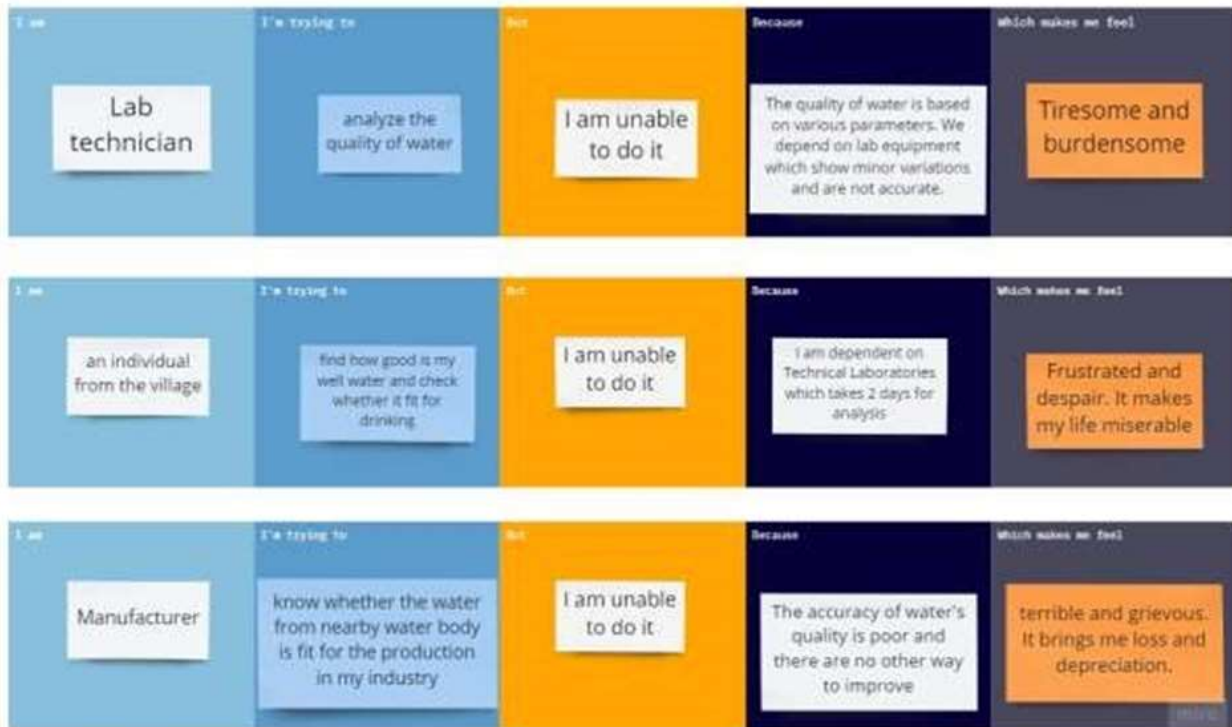 I am
I'm trying to
But
Because
Which makes me feel
Lab
technician
analyze the
quality of water
I am unable
to do it
The quality of water is based
on various parameters. We
depend on lab equipment
which show minor variations
and are not accurate.
Tiresome and
burdensome
I am
I'm trying to
But
Because
Which makes me feel
an individual
from the village
find how good is my
well water and check
whether it fit for
drinking
I am unable
to do it
I am dependent on
Technical Laboratories
which takes 2 days for
analysis
Frustrated and
despair. It makes
my life miserable
I am
I'm trying to
But
Because
Which makes me feel
Manufacturer
know whether the water
from nearby water body
is fit for the production
in my industry
I am unable
to do it
The accuracy of water's
quality is poor and
there are no other way
to improve
terrible and grievous.
It brings me loss and
depreciation.
miro